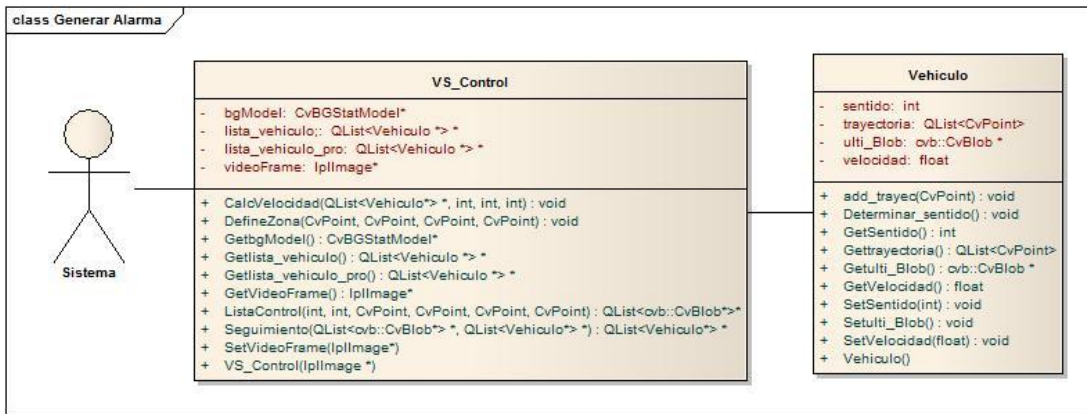 class Generar Alarma
Sistema
VS_Control
- bgModel: CvBGStatModel*
- lista_vehiculo;: QList<Vehiculo *> *
- lista_vehiculo_pro: QList<Vehiculo *> *
- videoFrame: IplImage*
+ CalcVelocidad(QList<Vehiculo*> *, int, int, int) : void
+ DefineZona(CvPoint, CvPoint, CvPoint, CvPoint) : void
+ GetbgModel() : CvBGStatModel*
+ Getlista_vehiculo() : QList<Vehiculo *> *
+ Getlista_vehiculo_pro() : QList<Vehiculo *> *
+ GetVideoFrame() : IplImage*
+ ListaControl(int, int, CvPoint, CvPoint, CvPoint, CvPoint) : QList<cvb::CvBlob*>*
+ Seguimiento(QList<cvb::CvBlob*> *, QList<Vehiculo*> *) : QList<Vehiculo*> *
+ SetVideoFrame(IplImage*)
+ VS_Control(IplImage *)
Vehiculo
- sentido: int
- trayectoria: QList<CvPoint>
- ulti_Blob: cvb::CvBlob *
- velocidad: float
+ add_trayec(CvPoint) : void
+ Determinar_sentido() : void
+ GetSentido() : int
+ Gettrayectoria() : QList<CvPoint>
+ Getulti_Blob() : cvb::CvBlob *
+ GetVelocidad() : float
+ SetSentido(int) : void
+ Setulti_Blob() : void
+ SetVelocidad(float) : void
+ Vehiculo()